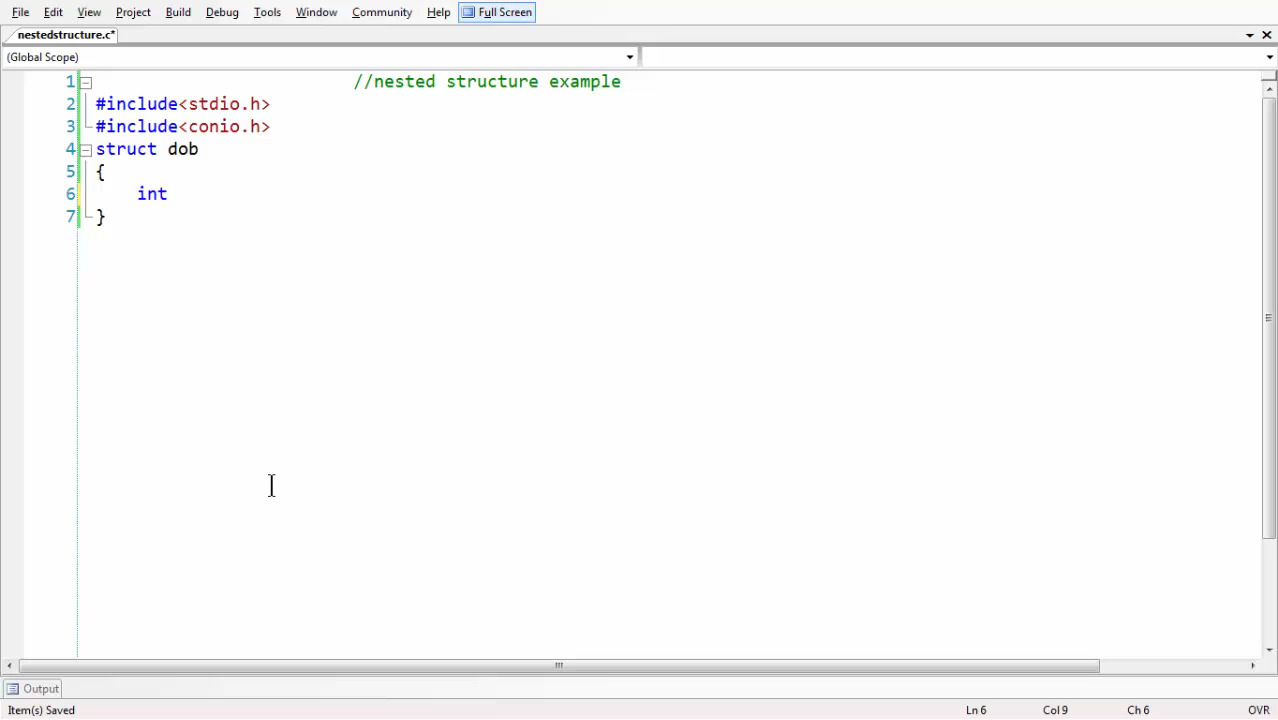 File Edit View Project Build Debug Tools Window Community Help Full Screen
nestedstructure.c*
(Global Scope)
1 //nested structure example
2 #include<stdio.h>
3 #include<conio.h>
4 struct dob
5 {
6 int
7 }
Output
Item(s) Saved Ln 6 Col 9 Ch 6 OVR